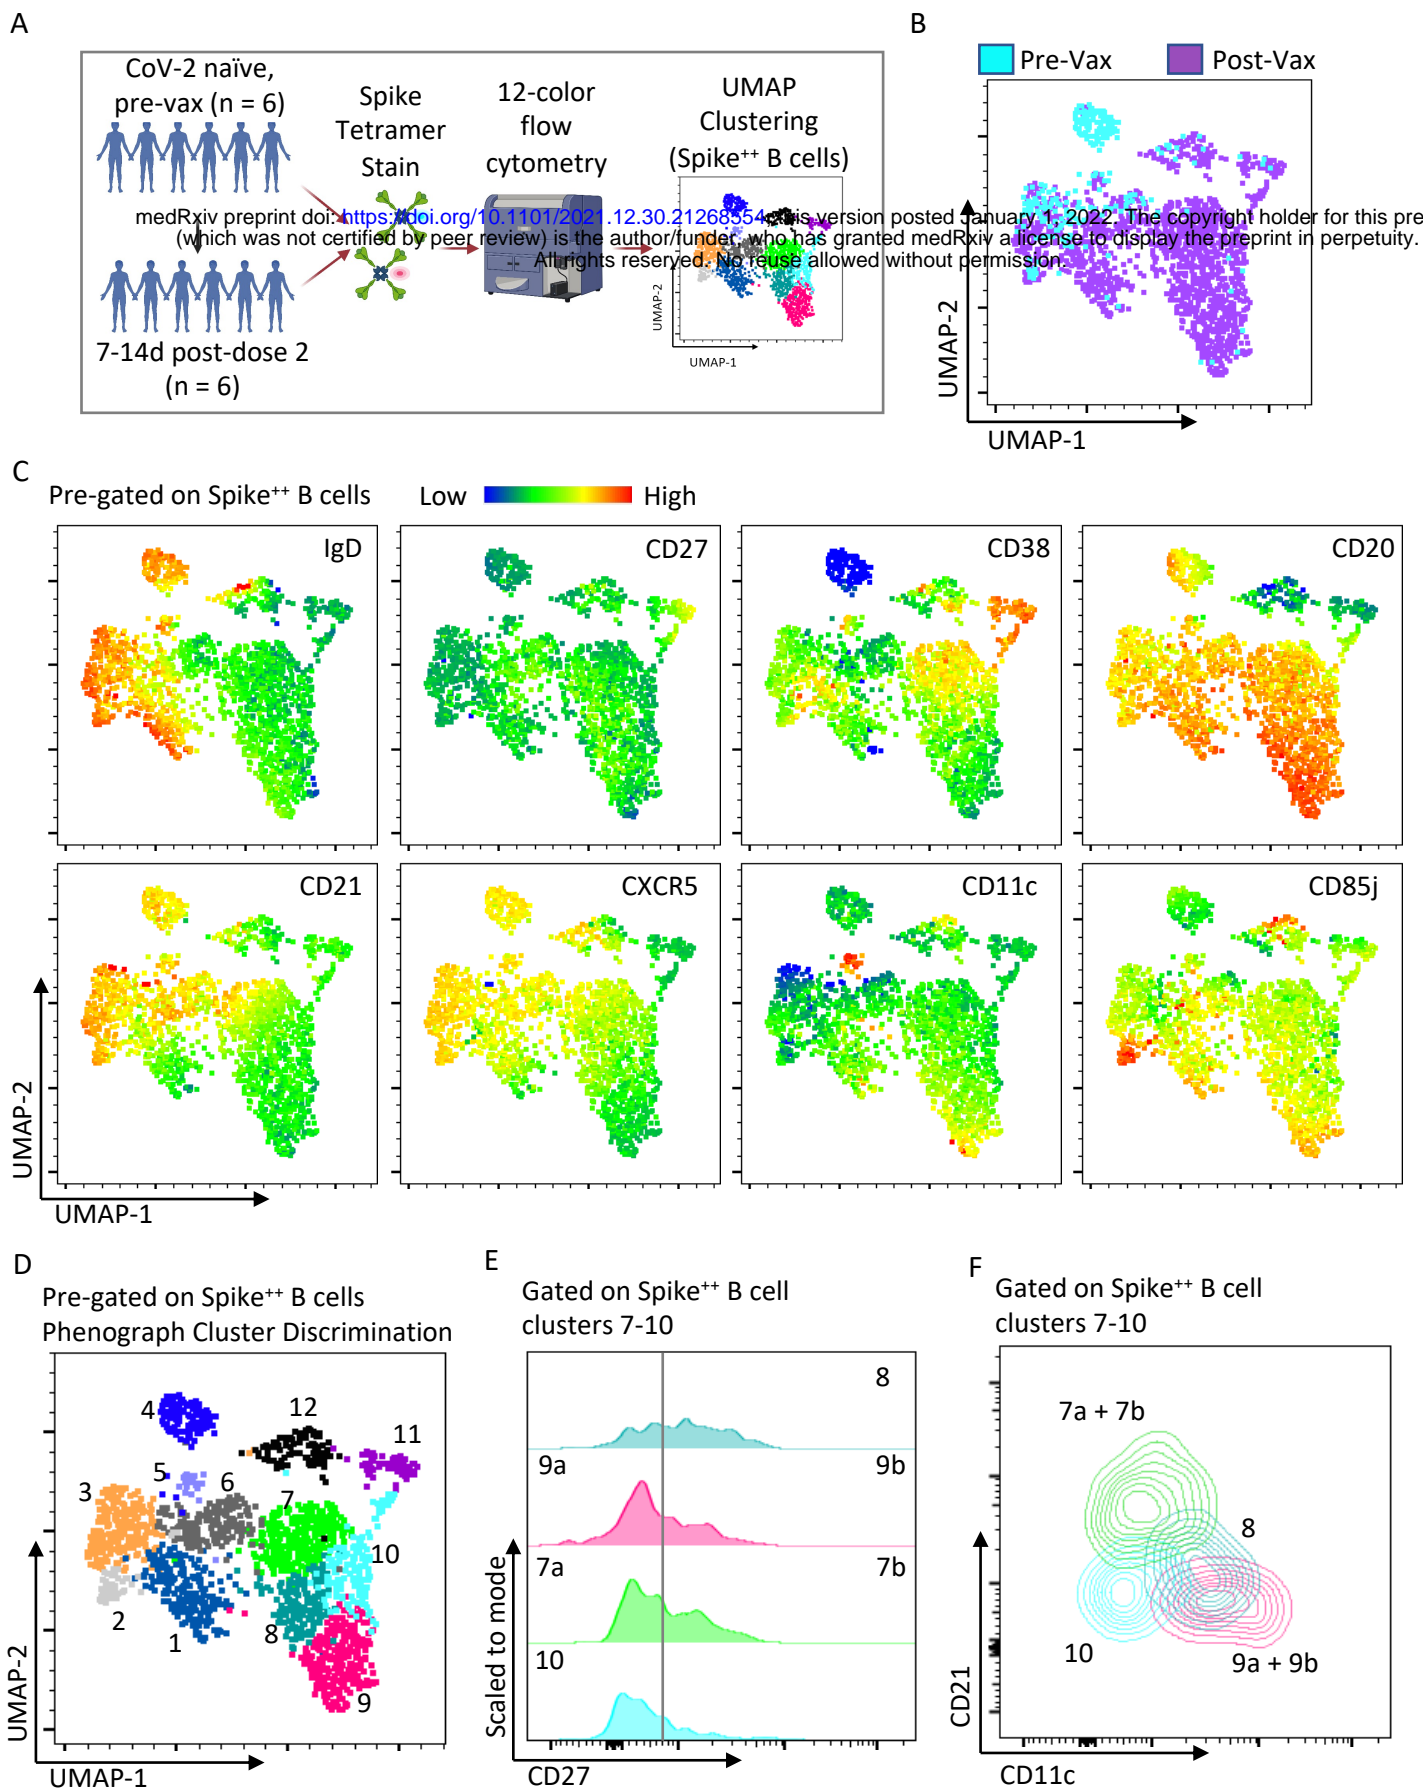 A
CoV-2 naïve,
pre-vax (n = 6)
7-14d post-dose 2
(n = 6)
Spike
Tetramer
Stain
12-color
flow
cytometry
UMAP
Clustering
(Spike++ B cells)
UMAP-2
UMAP-1
medRxiv preprint doi: https://doi.org/10.1101/2021.12.30.21268554; this version posted January 1, 2022. The copyright holder for this pre
(which was not certified by peer review) is the author/funder, who has granted medRxiv a license to display the preprint in perpetuity.
All rights reserved. No reuse allowed without permission.
B
Pre-Vax
Post-Vax
UMAP-2
UMAP-1
C
Pre-gated on Spike++ B cells
Low
High
IgD
CD27
CD38
CD20
CD21
CXCR5
CD11c
CD85j
UMAP-2
UMAP-1
D
Pre-gated on Spike++ B cells
Phenograph Cluster Discrimination
4
12
11
5
3
6
7
10
2
1
8
9
UMAP-2
UMAP-1
E
Gated on Spike++ B cell
clusters 7-10
8
9a
9b
7a
7b
10
Scaled to mode
CD27
F
Gated on Spike++ B cell
clusters 7-10
7a + 7b
8
10
9a + 9b
CD21
CD11c